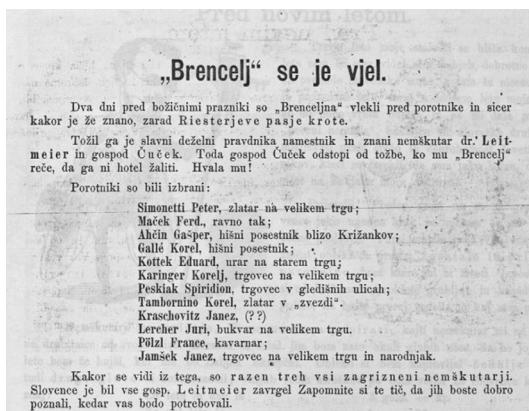 „Brencelj“ se je vjel.
Dva dni pred božičnimi prazniki so „Brenceljna“ vlekli pred porotnike in sicer
kakor je že znano, zarad Riesterjeve pasje krote.
Tožil ga je slavni deželni pravdnika namestnik in znani nemškutar dr. Leit-
meier in gospod Čuček. Toda gospod Čuček odstopi od tožbe, ko mu „Brencelj“
reče, da ga ni hotel žaliti. Hvala mu!
Porotniki so bili izbrani:
Simonetti Peter, zlatar na velikem trgu;
Maček Ferd., ravno tak;
Ahčin Gašper, hišni posestnik blizo Križankov;
Gallé Korel, hišni posestnik;
Kottek Eduard, urar na starem trgu;
Karinger Korelj, trgovec na velikem trgu;
Peskiak Spiridion, trgovec v gledišnih ulicah;
Tambornino Korel, zlatar v „zvezdi“.
Kraschovitz Janez, (??)
Lercher Juri, bukvar na velikem trgu.
Pölzl France, kavarnar;
Jamšek Janez, trgovec na velikem trgu in narodnjak.
Kakor se vidi iz tega, so razen treh vsi zagrizneni nemškutarji.
Slovence je bil vse gosp. Leitmeier zavrgel Zapomnite si te tič, da jih boste dobro
poznali, kedar vas bodo potrebovali.